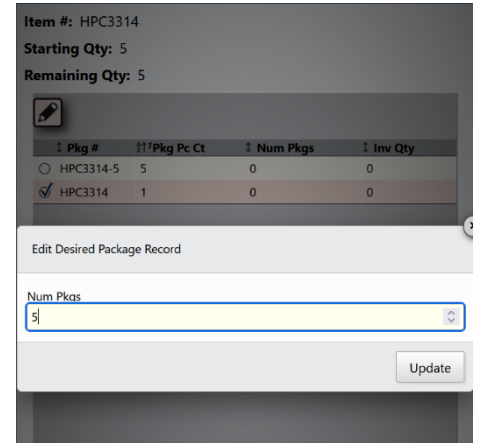 Item #: HPC3314
Starting Qty: 5
Remaining Qty: 5
Pkg # Pkg Pc Ct Num Pkgs Inv Qty
HPC3314-5 5 0 0
HPC3314 1 0 0
Edit Desired Package Record
Num Pkgs
5
Update